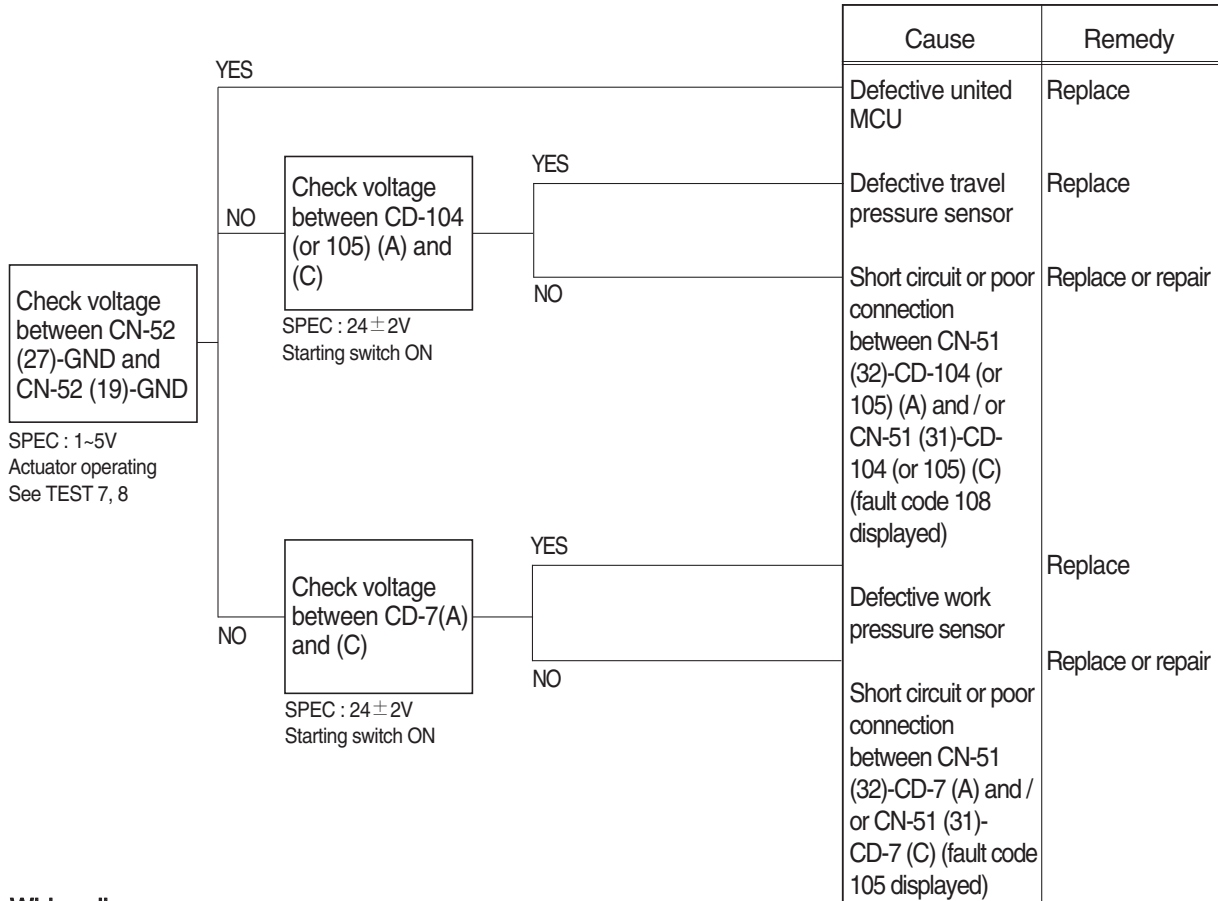 Cause
Remedy
YES
Defective united
MCU
Replace
Check voltage
between CD-104
(or 105) (A) and
(C)
SPEC : 24±2V
Starting switch ON
NO
YES
Defective travel
pressure sensor
Replace
NO
Short circuit or poor
connection
between CN-51
(32)-CD-104 (or
105) (A) and / or
CN-51 (31)-CD-
104 (or 105) (C)
(fault code 108
displayed)
Replace or repair
Check voltage
between CN-52
(27)-GND and
CN-52 (19)-GND
SPEC : 1~5V
Actuator operating
See TEST 7, 8
NO
Check voltage
between CD-7(A)
and (C)
SPEC : 24±2V
Starting switch ON
YES
Defective work
pressure sensor
Replace
NO
Short circuit or poor
connection
between CN-51
(32)-CD-7 (A) and /
or CN-51 (31)-
CD-7 (C) (fault code
105 displayed)
Replace or repair